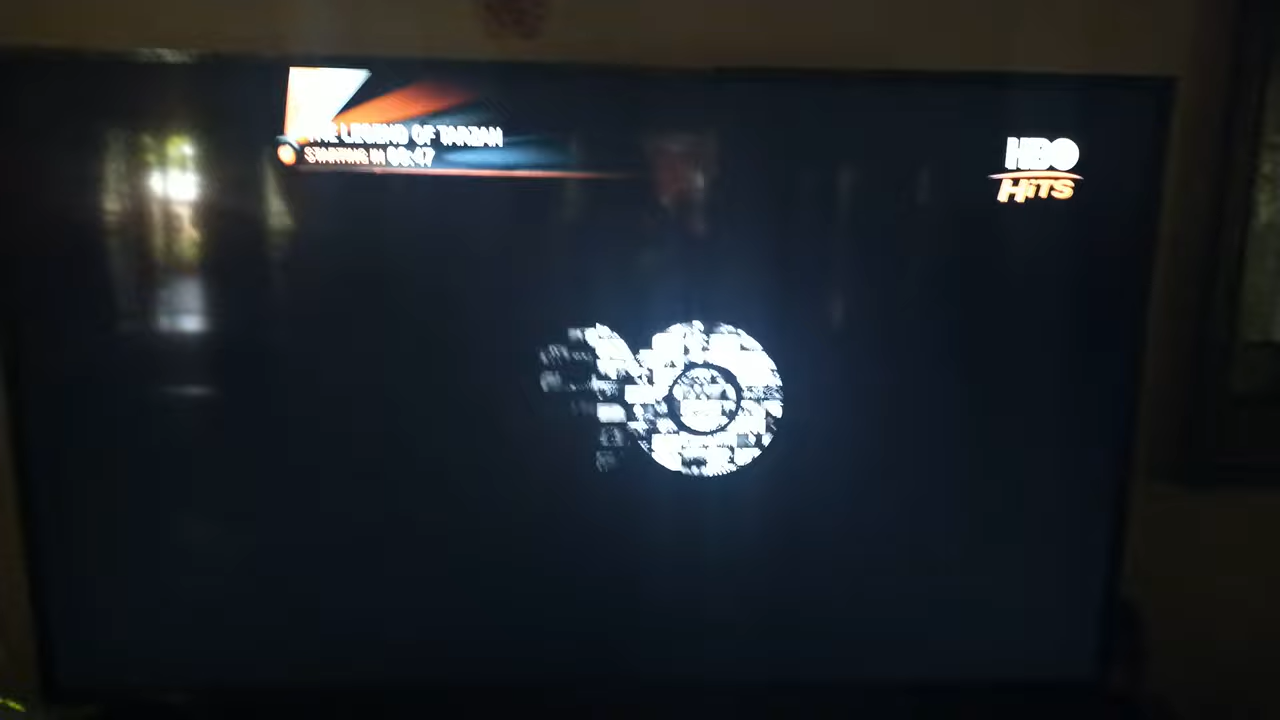 THE LEGEND OF TARZAN
STARTING IN 00:47
HBO
HiTS